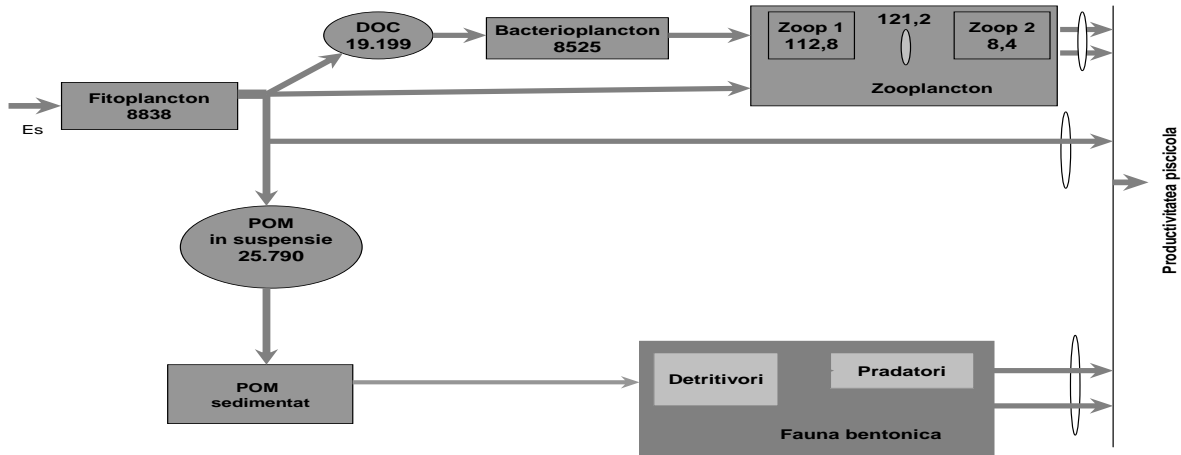 DOC
19.199
Bacterioplancton
8525
Zoop 1
112,8
121,2
Zoop 2
8,4
Zooplancton
Fitoplancton
8838
Es
POM
in suspensie
25.790
Productivitatea piscicola
POM
sedimentat
Detritivori
Pradatori
Fauna bentonica